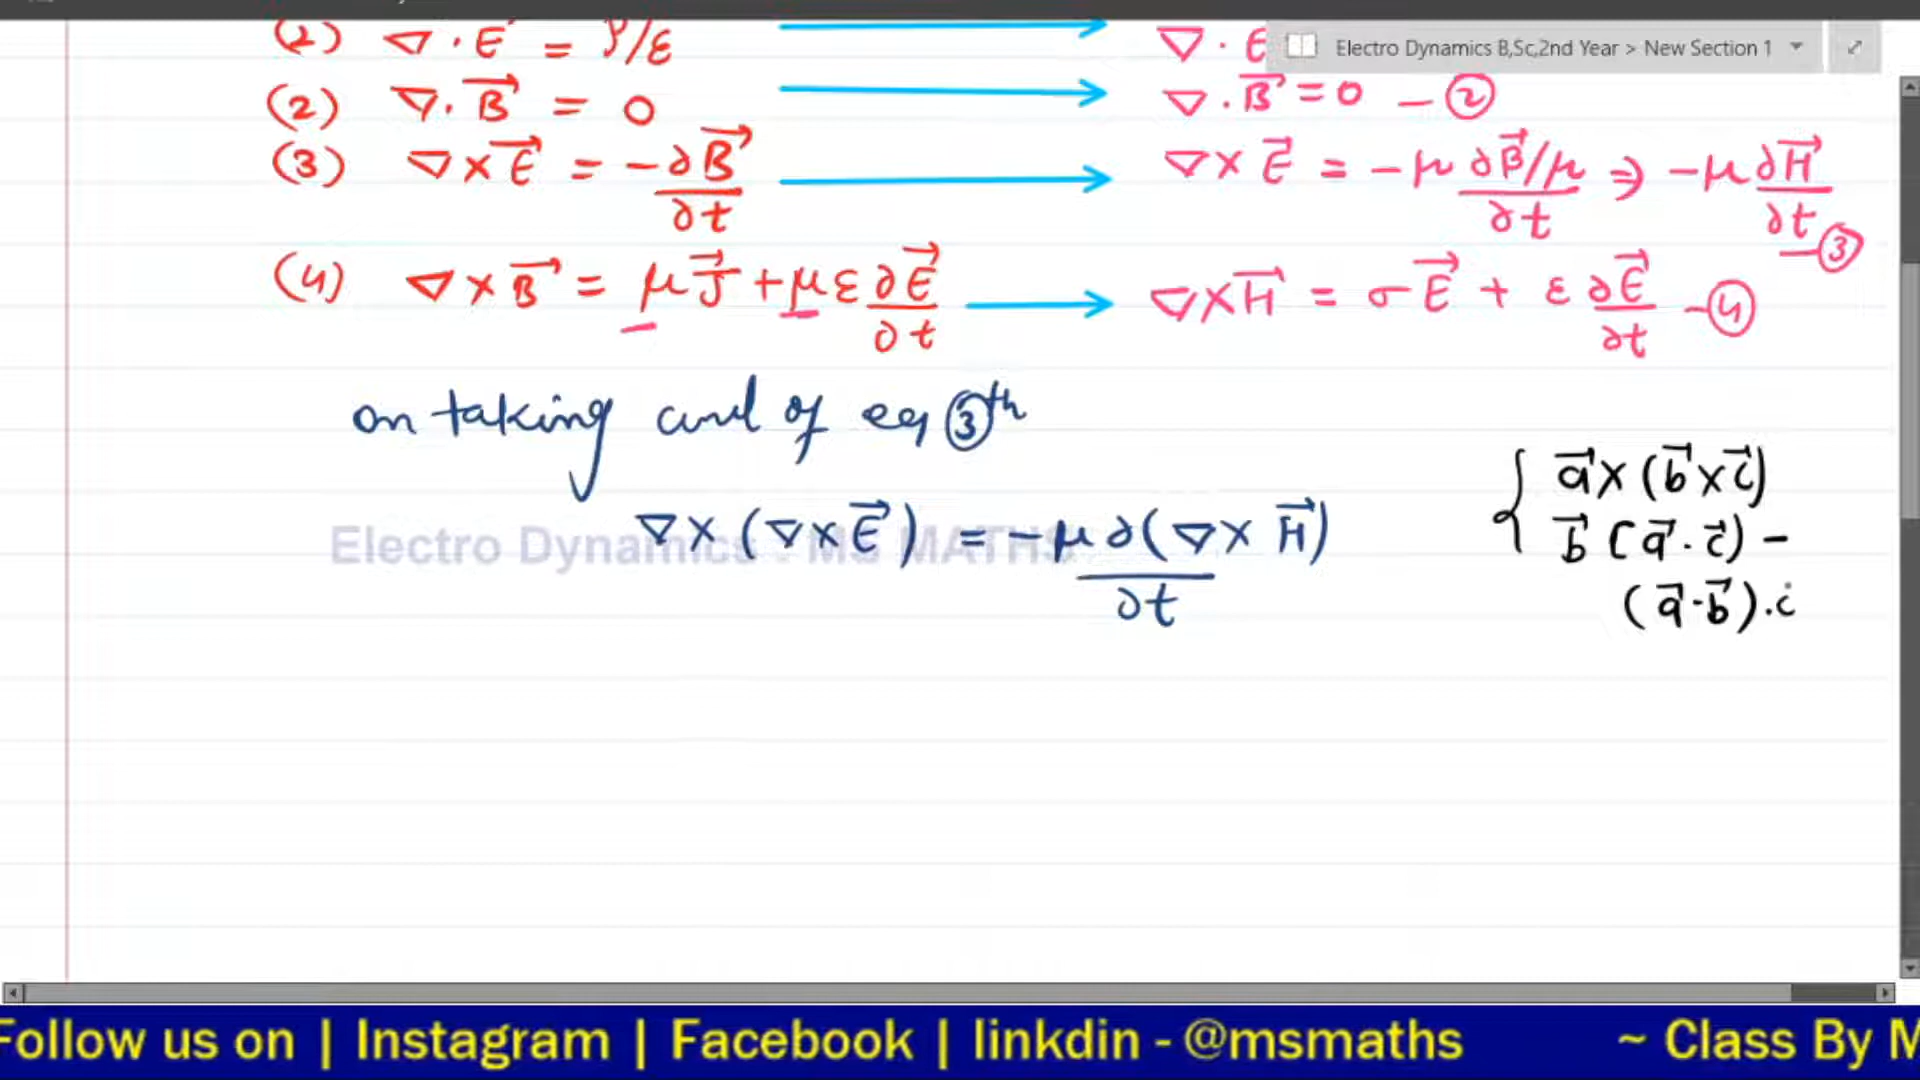 (1) ∇ · E⃗ = ρ/ε ∇ · E
Electro Dynamics B,Sc,2nd Year > New Section 1
(2) ∇ · B⃗ = 0 ∇ · B⃗ = 0 — ②
(3) ∇ × E⃗ = -∂B⃗/∂t ∇ × E⃗ = -μ ∂B⃗/μ / ∂t ⇒ -μ ∂H⃗/∂t — ③
(4) ∇ × B⃗ = μJ⃗ + με ∂E⃗/∂t ∇ × H⃗ = σE⃗ + ε ∂E⃗/∂t — ④
on taking curl of eq ③th
{ a⃗ × (b⃗ × c⃗)
∇ × (∇ × E⃗) = -μ ∂(∇ × H⃗)/∂t
b⃗ (a⃗ · c⃗) -
(a⃗ · b⃗) . c
Electro Dynamics : MS MATHS
Follow us on | Instagram | Facebook | linkdin - @msmaths ~ Class By M